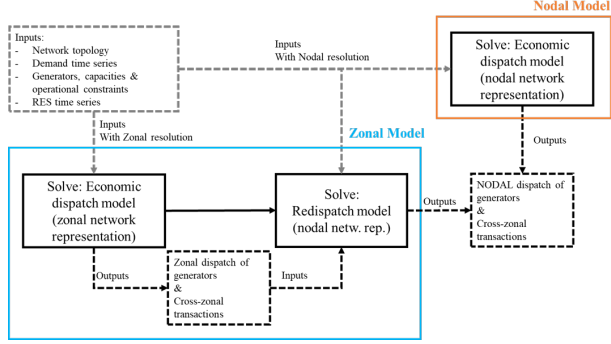 Nodal Model
Inputs:
- Network topology
- Demand time series
- Generators, capacities &
operational constraints
- RES time series
Inputs
With Nodal resolution
Solve: Economic
dispatch model
(nodal network
representation)
Inputs
With Zonal resolution
Zonal Model
Outputs
Solve: Economic
dispatch model
(zonal network
representation)
Solve:
Redispatch model
(nodal netw. rep.)
Outputs
NODAL dispatch of
generators
&
Cross-zonal
transactions
Outputs
Zonal dispatch of
generators
&
Cross-zonal
transactions
Inputs